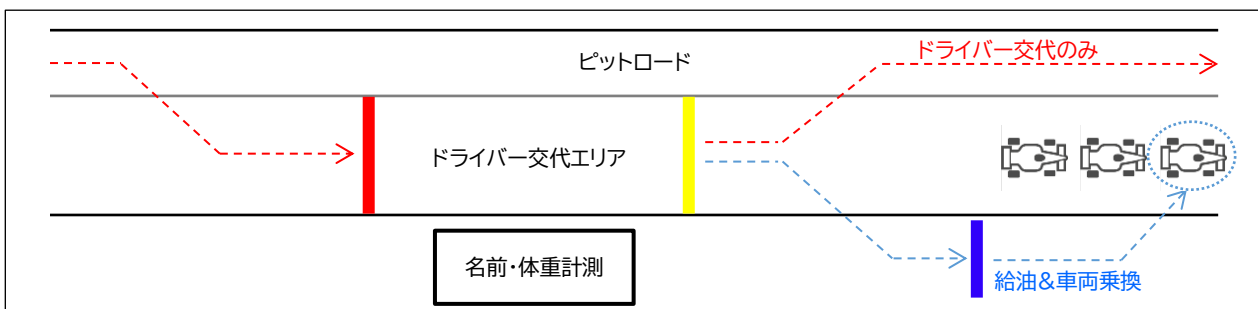 ピットロード
ドライバー交代のみ
ドライバー交代エリア
名前・体重計測
給油&車両乗換